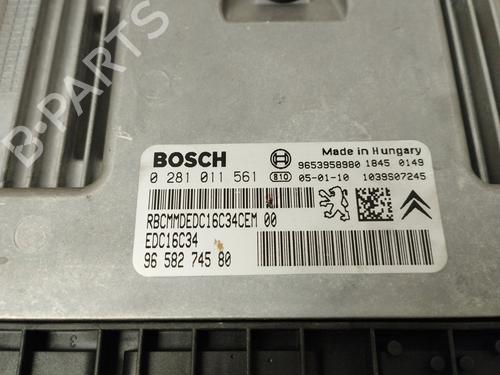 B-PARTS
Made in Hungary
BOSCH
9653958980 1845 0149
0 281 011 561 810 05-01-10 1039S07245
RBCMMDEDC16C34CEM 00
EDC16C34
96 582 745 80